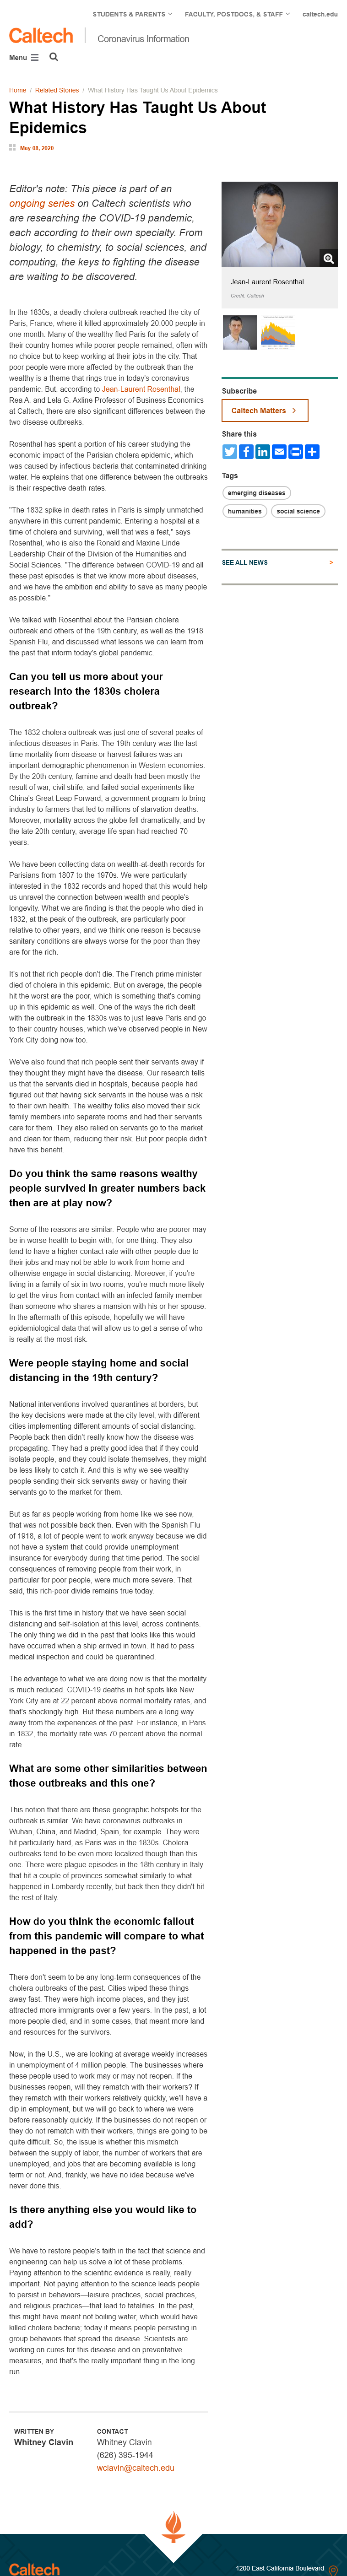 STUDENTS & PARENTS FACULTY, POSTDOCS, & STAFF caltech.edu
Caltech Coronavirus Information
Menu
Home / Related Stories / What History Has Taught Us About Epidemics
What History Has Taught Us About
Epidemics
May 08, 2020
Editor's note: This piece is part of an
ongoing series on Caltech scientists who
are researching the COVID-19 pandemic,
each according to their own specialty. From
biology, to chemistry, to social sciences, and
computing, the keys to fighting the disease
are waiting to be discovered.
In the 1830s, a deadly cholera outbreak reached the city of
Paris, France, where it killed approximately 20,000 people in
one month. Many of the wealthy fled Paris for the safety of
their country homes while poorer people remained, often with
no choice but to keep working at their jobs in the city. That
poor people were more affected by the outbreak than the
wealthy is a theme that rings true in today's coronavirus
pandemic. But, according to Jean-Laurent Rosenthal, the
Rea A. and Lela G. Axline Professor of Business Economics
at Caltech, there are also significant differences between the
two disease outbreaks.
Rosenthal has spent a portion of his career studying the
economic impact of the Parisian cholera epidemic, which
was caused by infectious bacteria that contaminated drinking
water. He explains that one difference between the outbreaks
is their respective death rates.
"The 1832 spike in death rates in Paris is simply unmatched
anywhere in this current pandemic. Entering a hospital at a
time of cholera and surviving, well that was a feat," says
Rosenthal, who is also the Ronald and Maxine Linde
Leadership Chair of the Division of the Humanities and
Social Sciences. "The difference between COVID-19 and all
these past episodes is that we know much about diseases,
and we have the ambition and ability to save as many people
as possible."
We talked with Rosenthal about the Parisian cholera
outbreak and others of the 19th century, as well as the 1918
Spanish Flu, and discussed what lessons we can learn from
the past that inform today's global pandemic.
Can you tell us more about your
research into the 1830s cholera
outbreak?
The 1832 cholera outbreak was just one of several peaks of
infectious diseases in Paris. The 19th century was the last
time mortality from disease or harvest failures was an
important demographic phenomenon in Western economies.
By the 20th century, famine and death had been mostly the
result of war, civil strife, and failed social experiments like
China's Great Leap Forward, a government program to bring
industry to farmers that led to millions of starvation deaths.
Moreover, mortality across the globe fell dramatically, and by
the late 20th century, average life span had reached 70
years.
We have been collecting data on wealth-at-death records for
Parisians from 1807 to the 1970s. We were particularly
interested in the 1832 records and hoped that this would help
us unravel the connection between wealth and people's
longevity. What we are finding is that the people who died in
1832, at the peak of the outbreak, are particularly poor
relative to other years, and we think one reason is because
sanitary conditions are always worse for the poor than they
are for the rich.
It's not that rich people don't die. The French prime minister
died of cholera in this epidemic. But on average, the people
hit the worst are the poor, which is something that's coming
up in this epidemic as well. One of the ways the rich dealt
with the outbreak in the 1830s was to just leave Paris and go
to their country houses, which we've observed people in New
York City doing now too.
We've also found that rich people sent their servants away if
they thought they might have the disease. Our research tells
us that the servants died in hospitals, because people had
figured out that having sick servants in the house was a risk
to their own health. The wealthy folks also moved their sick
family members into separate rooms and had their servants
care for them. They also relied on servants go to the market
and clean for them, reducing their risk. But poor people didn't
have this benefit.
Do you think the same reasons wealthy
people survived in greater numbers back
then are at play now?
Some of the reasons are similar. People who are poorer may
be in worse health to begin with, for one thing. They also
tend to have a higher contact rate with other people due to
their jobs and may not be able to work from home and
otherwise engage in social distancing. Moreover, if you're
living in a family of six in two rooms, you're much more likely
to get the virus from contact with an infected family member
than someone who shares a mansion with his or her spouse.
In the aftermath of this episode, hopefully we will have
epidemiological data that will allow us to get a sense of who
is really at the most risk.
Were people staying home and social
distancing in the 19th century?
National interventions involved quarantines at borders, but
the key decisions were made at the city level, with different
cities implementing different amounts of social distancing.
People back then didn't really know how the disease was
propagating. They had a pretty good idea that if they could
isolate people, and they could isolate themselves, they might
be less likely to catch it. And this is why we see wealthy
people sending their sick servants away or having their
servants go to the market for them.
But as far as people working from home like we see now,
that was not possible back then. Even with the Spanish Flu
of 1918, a lot of people went to work anyway because we did
not have a system that could provide unemployment
insurance for everybody during that time period. The social
consequences of removing people from their work, in
particular for poor people, were much more severe. That
said, this rich-poor divide remains true today.
This is the first time in history that we have seen social
distancing and self-isolation at this level, across continents.
The only thing we did in the past that looks like this would
have occurred when a ship arrived in town. It had to pass
medical inspection and could be quarantined.
The advantage to what we are doing now is that the mortality
is much reduced. COVID-19 deaths in hot spots like New
York City are at 22 percent above normal mortality rates, and
that's shockingly high. But these numbers are a long way
away from the experiences of the past. For instance, in Paris
in 1832, the mortality rate was 70 percent above the normal
rate.
What are some other similarities between
those outbreaks and this one?
This notion that there are these geographic hotspots for the
outbreak is similar. We have coronavirus outbreaks in
Wuhan, China, and Madrid, Spain, for example. They were
hit particularly hard, as Paris was in the 1830s. Cholera
outbreaks tend to be even more localized though than this
one. There were plague episodes in the 18th century in Italy
that hit a couple of provinces somewhat similarly to what
happened in Lombardy recently, but back then they didn't hit
the rest of Italy.
How do you think the economic fallout
from this pandemic will compare to what
happened in the past?
There don't seem to be any long-term consequences of the
cholera outbreaks of the past. Cities wiped these things
away fast. They were high-income places, and they just
attracted more immigrants over a few years. In the past, a lot
more people died, and in some cases, that meant more land
and resources for the survivors.
Now, in the U.S., we are looking at average weekly increases
in unemployment of 4 million people. The businesses where
these people used to work may or may not reopen. If the
businesses reopen, will they rematch with their workers? If
they rematch with their workers relatively quickly, we'll have a
dip in employment, but we will go back to where we were
before reasonably quickly. If the businesses do not reopen or
they do not rematch with their workers, things are going to be
quite difficult. So, the issue is whether this mismatch
between the supply of labor, the number of workers that are
unemployed, and jobs that are becoming available is long
term or not. And, frankly, we have no idea because we've
never done this.
Is there anything else you would like to
add?
We have to restore people's faith in the fact that science and
engineering can help us solve a lot of these problems.
Paying attention to the scientific evidence is really, really
important. Not paying attention to the science leads people
to persist in behaviors—leisure practices, social practices,
and religious practices—that lead to fatalities. In the past,
this might have meant not boiling water, which would have
killed cholera bacteria; today it means people persisting in
group behaviors that spread the disease. Scientists are
working on cures for this disease and on preventative
measures, and that's the really important thing in the long
run.
WRITTEN BY
Whitney Clavin
CONTACT
Whitney Clavin
(626) 395-1944
wclavin@caltech.edu
Jean-Laurent Rosenthal
Credit: Caltech
Subscribe
Caltech Matters
Share this
Tags
emerging diseases
humanities social science
SEE ALL NEWS >
Caltech
1200 East California Boulevard